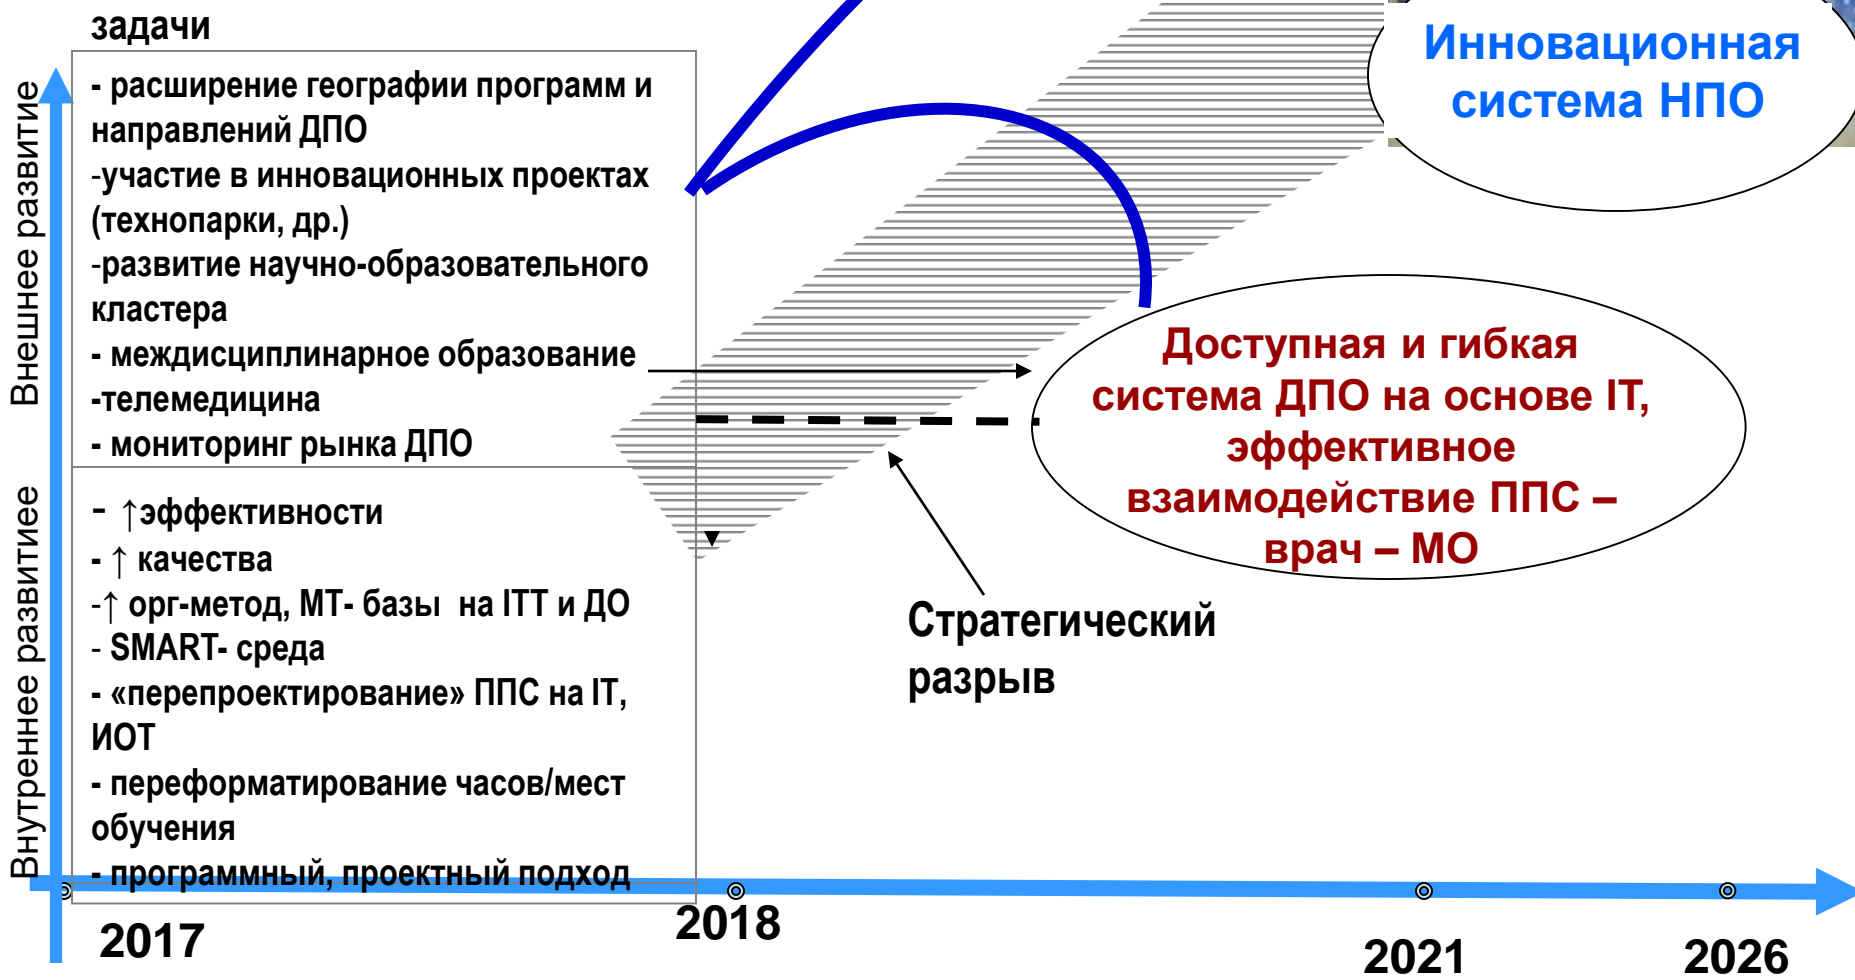 задачи
- расширение географии программ и
направлений ДПО
-участие в инновационных проектах
(технопарки, др.)
-развитие научно-образовательного
кластера
- междисциплинарное образование
-телемедицина
- мониторинг рынка ДПО
- ↑эффективности
- ↑ качества
-↑ орг-метод, МТ- базы на ITT и ДО
- SMART- среда
- «перепроектирование» ППС на IT,
ИОТ
- переформатирование часов/мест
обучения
- программный, проектный подход
Внешнее развитие
Внутреннее развитиее
Инновационная
система НПО
Доступная и гибкая
система ДПО на основе IT,
эффективное
взаимодействие ППС –
врач – МО
Стратегический
разрыв
2017
2018
2021
2026